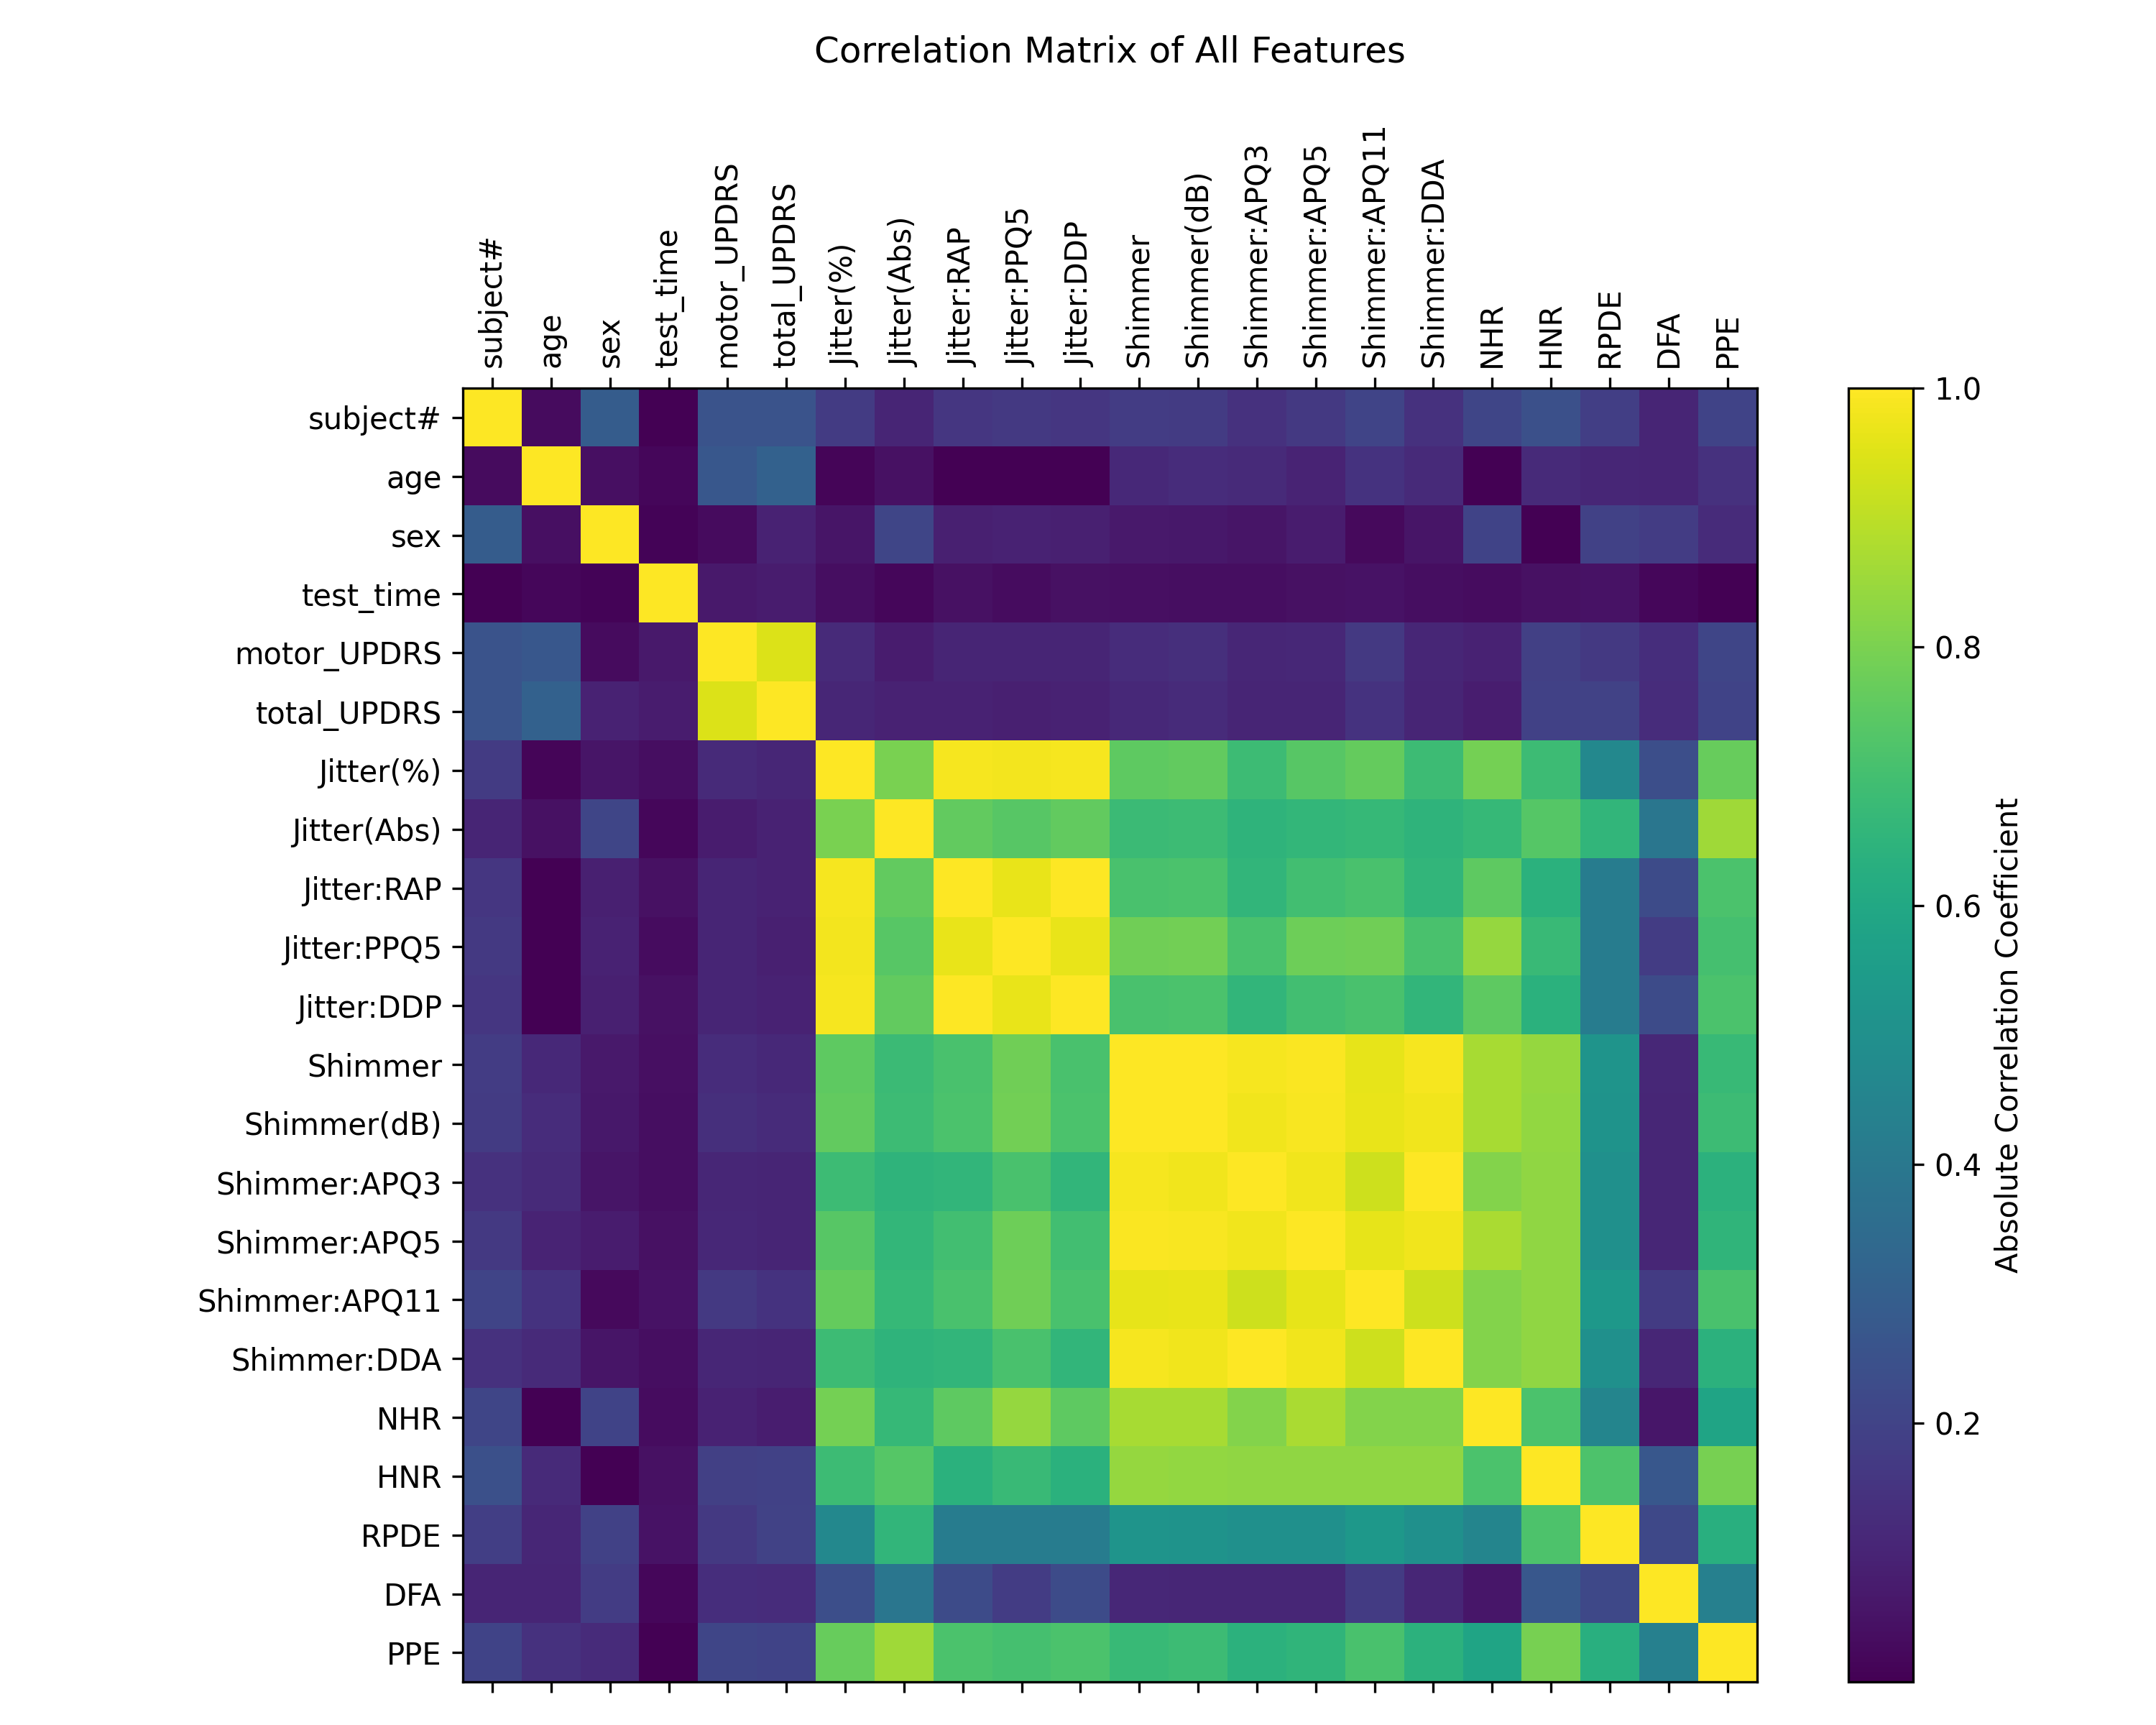 Correlation Matrix of All Features
subject#
age
sex
test_time
motor_UPDRS
total_UPDRS
Jitter(%)
Jitter(Abs)
Jitter:RAP
Jitter:PPQ5
Jitter:DDP
Shimmer
Shimmer(dB)
Shimmer:APQ3
Shimmer:APQ5
Shimmer:APQ11
Shimmer:DDA
NHR
HNR
RPDE
DFA
PPE
subject#
age
sex
test_time
motor_UPDRS
total_UPDRS
Jitter(%)
Jitter(Abs)
Jitter:RAP
Jitter:PPQ5
Jitter:DDP
Shimmer
Shimmer(dB)
Shimmer:APQ3
Shimmer:APQ5
Shimmer:APQ11
Shimmer:DDA
NHR
HNR
RPDE
DFA
PPE
1.0
0.8
0.6
0.4
0.2
Absolute Correlation Coefficient